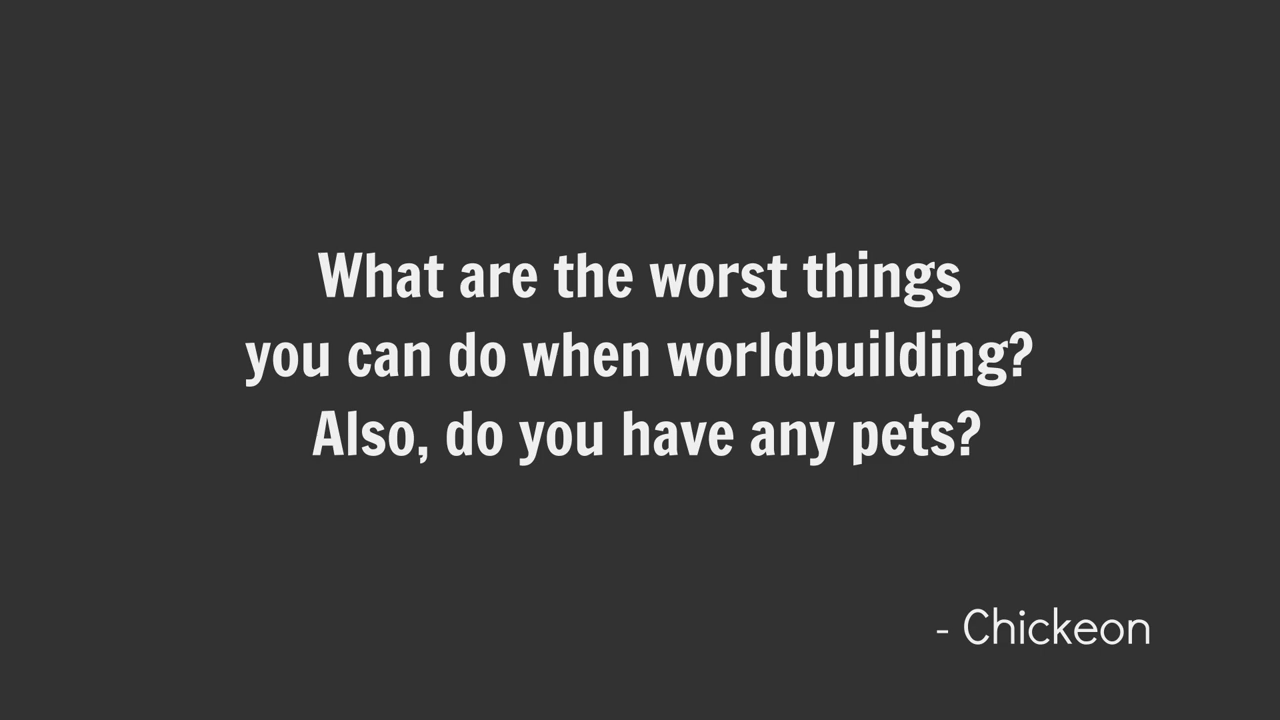 What are the worst things
you can do when worldbuilding?
Also, do you have any pets?
- Chickeon